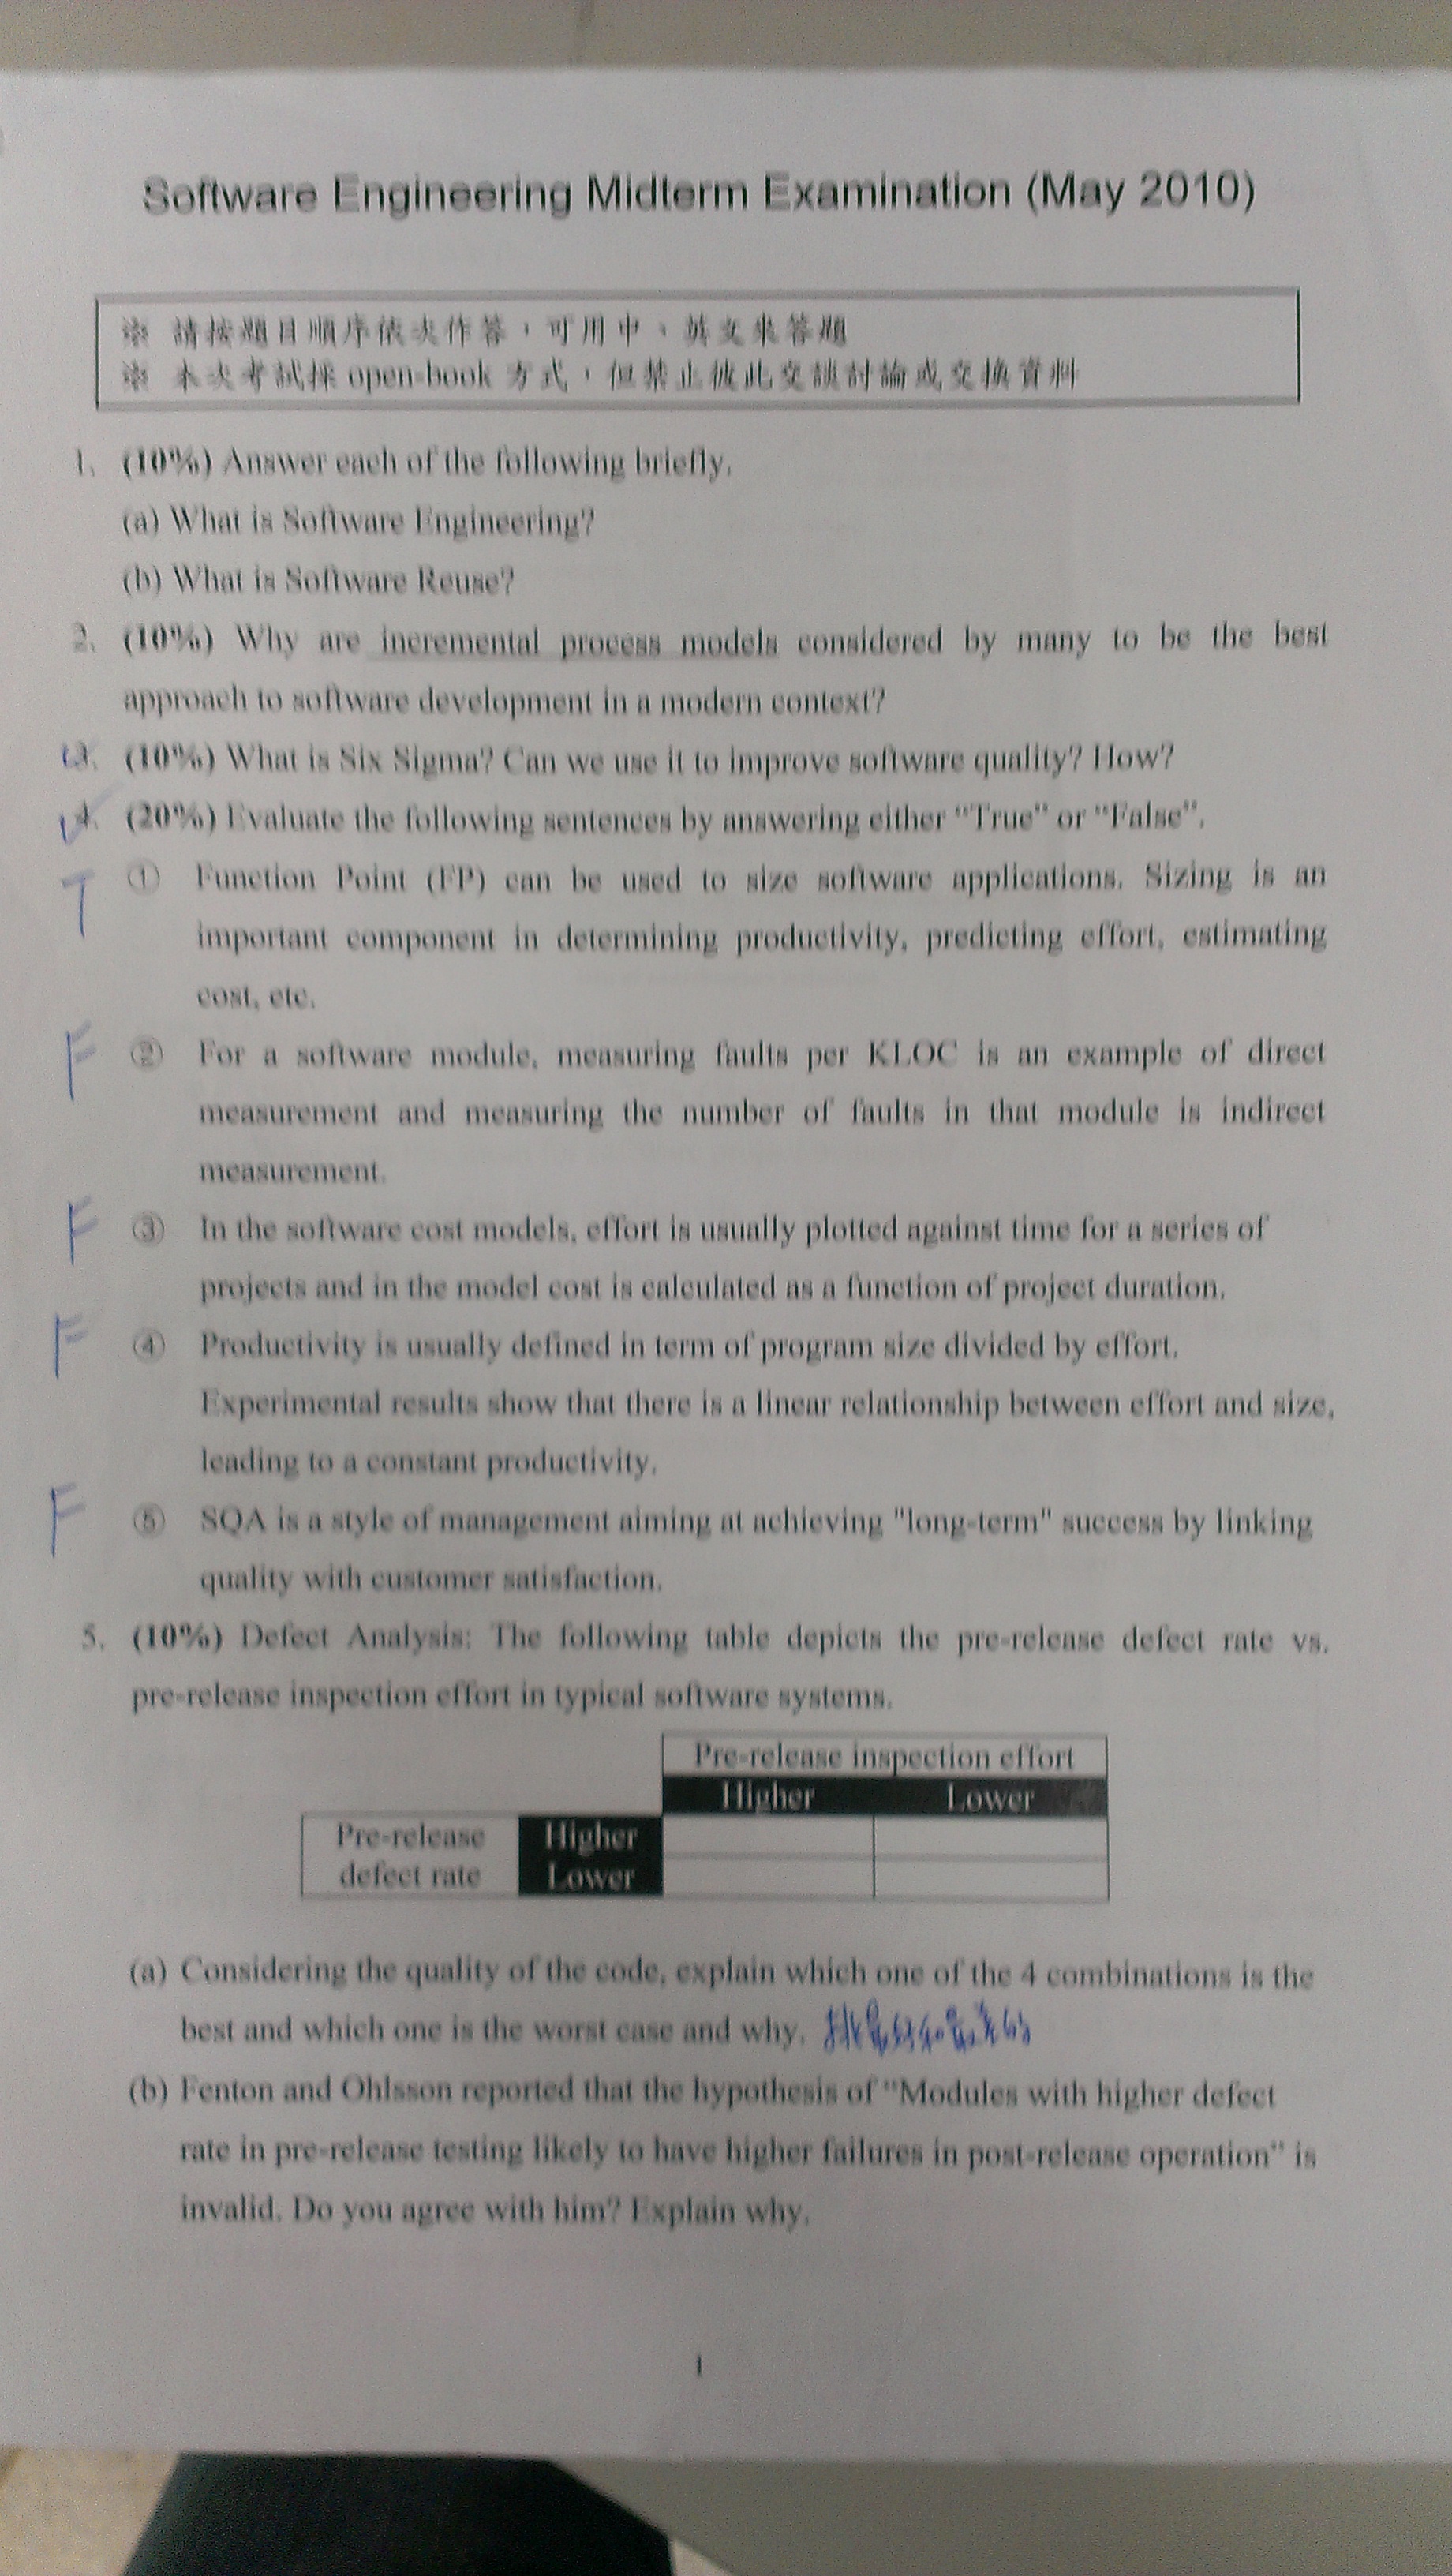 Software Engineering Midterm Examination (May 2010)
※ 請按題目順序依次作答，可用中、英文來答題
※ 本次考試採 open-book 方式，但禁止彼此交談討論或交換資料
1. (10%) Answer each of the following briefly.
(a) What is Software Engineering?
(b) What is Software Reuse?
2. (10%) Why are incremental process models considered by many to be the best
approach to software development in a modern context?
3. (10%) What is Six Sigma? Can we use it to improve software quality? How?
4. (20%) Evaluate the following sentences by answering either “True” or “False”.
T ① Function Point (FP) can be used to size software applications. Sizing is an
important component in determining productivity, predicting effort, estimating
cost, etc.
F ② For a software module, measuring faults per KLOC is an example of direct
measurement and measuring the number of faults in that module is indirect
measurement.
F ③ In the software cost models, effort is usually plotted against time for a series of
projects and in the model cost is calculated as a function of project duration.
F ④ Productivity is usually defined in term of program size divided by effort.
Experimental results show that there is a linear relationship between effort and size,
leading to a constant productivity.
F ⑤ SQA is a style of management aiming at achieving "long-term" success by linking
quality with customer satisfaction.
5. (10%) Defect Analysis: The following table depicts the pre-release defect rate vs.
pre-release inspection effort in typical software systems.
Pre-release inspection effort
Higher Lower
Pre-release Higher
defect rate Lower
(a) Considering the quality of the code, explain which one of the 4 combinations is the
best and which one is the worst case and why.
(b) Fenton and Ohlsson reported that the hypothesis of “Modules with higher defect
rate in pre-release testing likely to have higher failures in post-release operation” is
invalid. Do you agree with him? Explain why.
1